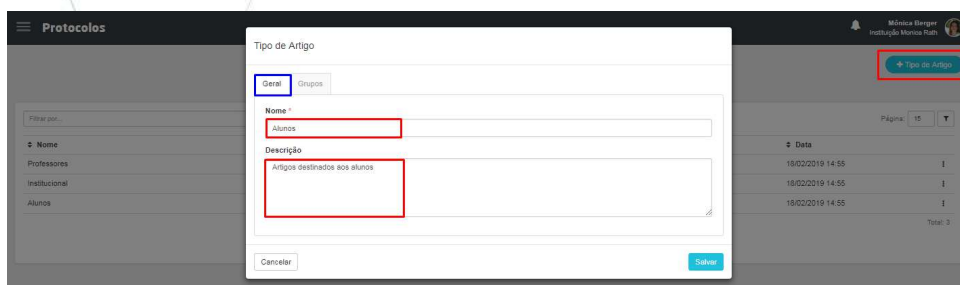 Protocolos
Mônica Berger
Instituição Monica Rath
+ Tipo de Artigo
Tipo de Artigo
Geral Grupos
Nome *
Alunos
Descrição
Artigos destinados aos alunos
Cancelar Salvar
Filtrar por...
Página: 15
Nome Data
Professores 18/02/2019 14:55
Institucional 18/02/2019 14:55
Alunos 18/02/2019 14:55
Total: 3